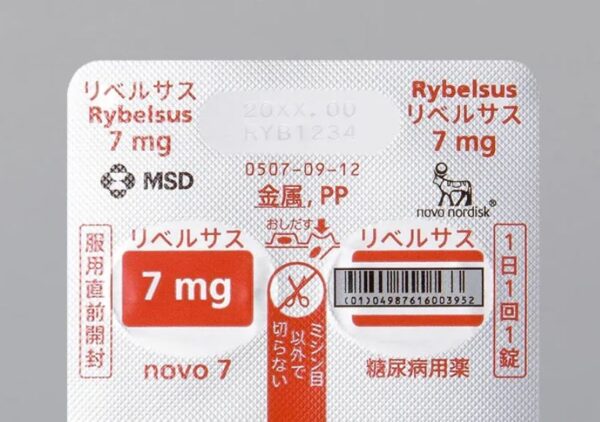 リベルサス
Rybelsus
7 mg
MSD
20XX.00
RYB1234
0507-09-12
金属, PP
おしだす
Rybelsus
リベルサス
7 mg
novo nordisk®
服用直前開封
リベルサス
7 mg
novo 7
ミシン目
以外で
切らない
リベルサス
(01)04987616003952
糖尿病用薬
1日1回1錠